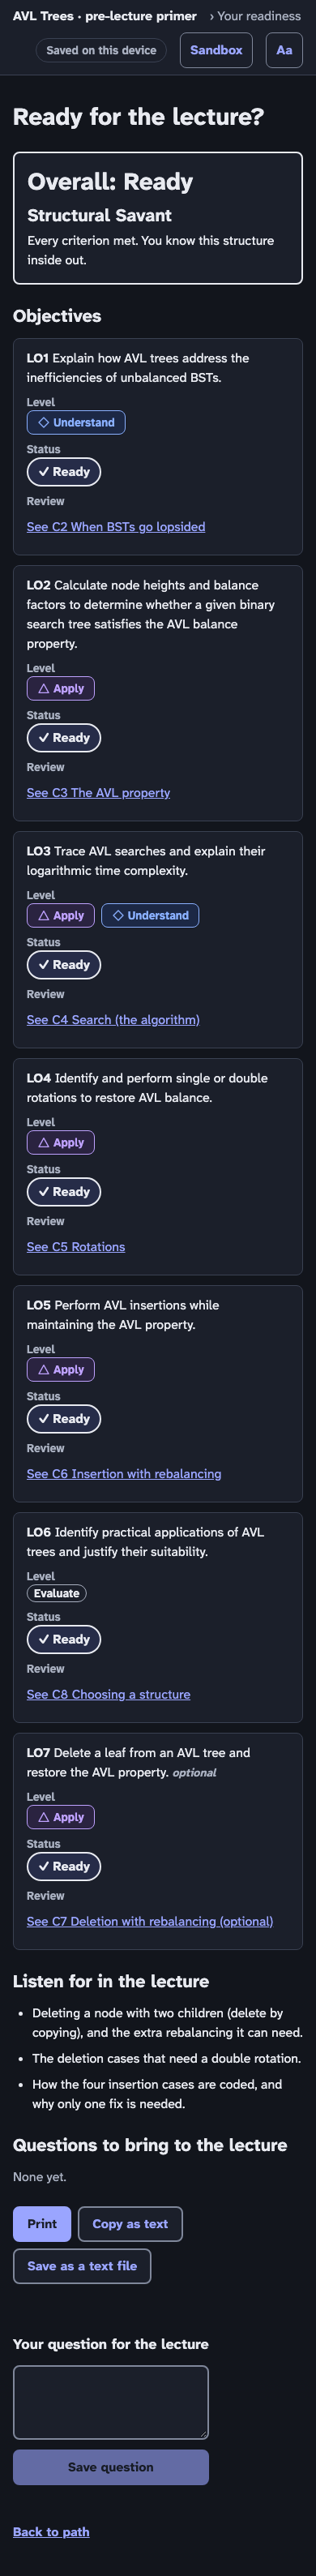 AVL Trees · pre-lecture primer › Your readiness
Saved on this device
Sandbox
Aa
Ready for the lecture?
Overall: Ready
Structural Savant
Every criterion met. You know this structure
inside out.
Objectives
LO1 Explain how AVL trees address the
inefficiencies of unbalanced BSTs.
Level
◇ Understand
Status
✓ Ready
Review
See C2 When BSTs go lopsided
LO2 Calculate node heights and balance
factors to determine whether a given binary
search tree satisfies the AVL balance
property.
Level
△ Apply
Status
✓ Ready
Review
See C3 The AVL property
LO3 Trace AVL searches and explain their
logarithmic time complexity.
Level
△ Apply ◇ Understand
Status
✓ Ready
Review
See C4 Search (the algorithm)
LO4 Identify and perform single or double
rotations to restore AVL balance.
Level
△ Apply
Status
✓ Ready
Review
See C5 Rotations
LO5 Perform AVL insertions while
maintaining the AVL property.
Level
△ Apply
Status
✓ Ready
Review
See C6 Insertion with rebalancing
LO6 Identify practical applications of AVL
trees and justify their suitability.
Level
Evaluate
Status
✓ Ready
Review
See C8 Choosing a structure
LO7 Delete a leaf from an AVL tree and
restore the AVL property. optional
Level
△ Apply
Status
✓ Ready
Review
See C7 Deletion with rebalancing (optional)
Listen for in the lecture
• Deleting a node with two children (delete by
copying), and the extra rebalancing it can need.
• The deletion cases that need a double rotation.
• How the four insertion cases are coded, and
why only one fix is needed.
Questions to bring to the lecture
None yet.
Print
Copy as text
Save as a text file
Your question for the lecture
Save question
Back to path